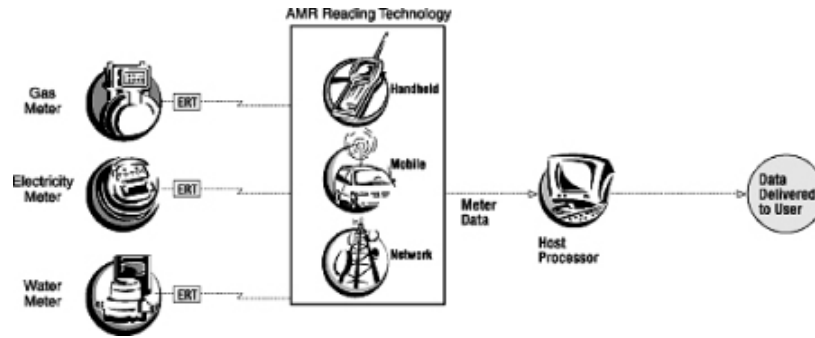 AMR Reading Technology
Gas
Meter
ERT
Handheld
Electricity
Meter
ERT
Mobile
Meter
Data
Host
Processor
Data
Delivered
to User
Water
Meter
ERT
Network